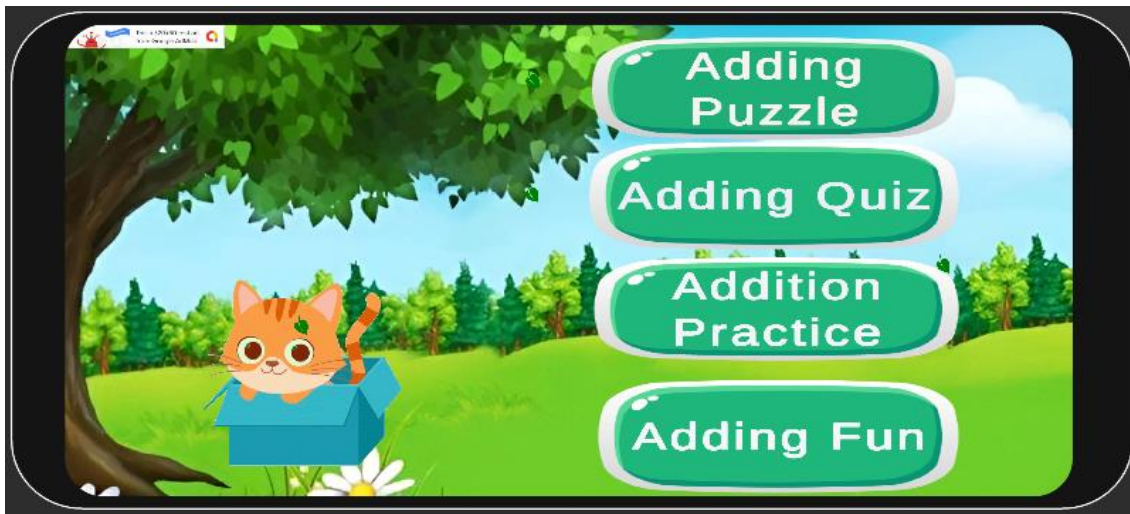 Adding
Puzzle
Adding Quiz
Addition
Practice
Adding Fun